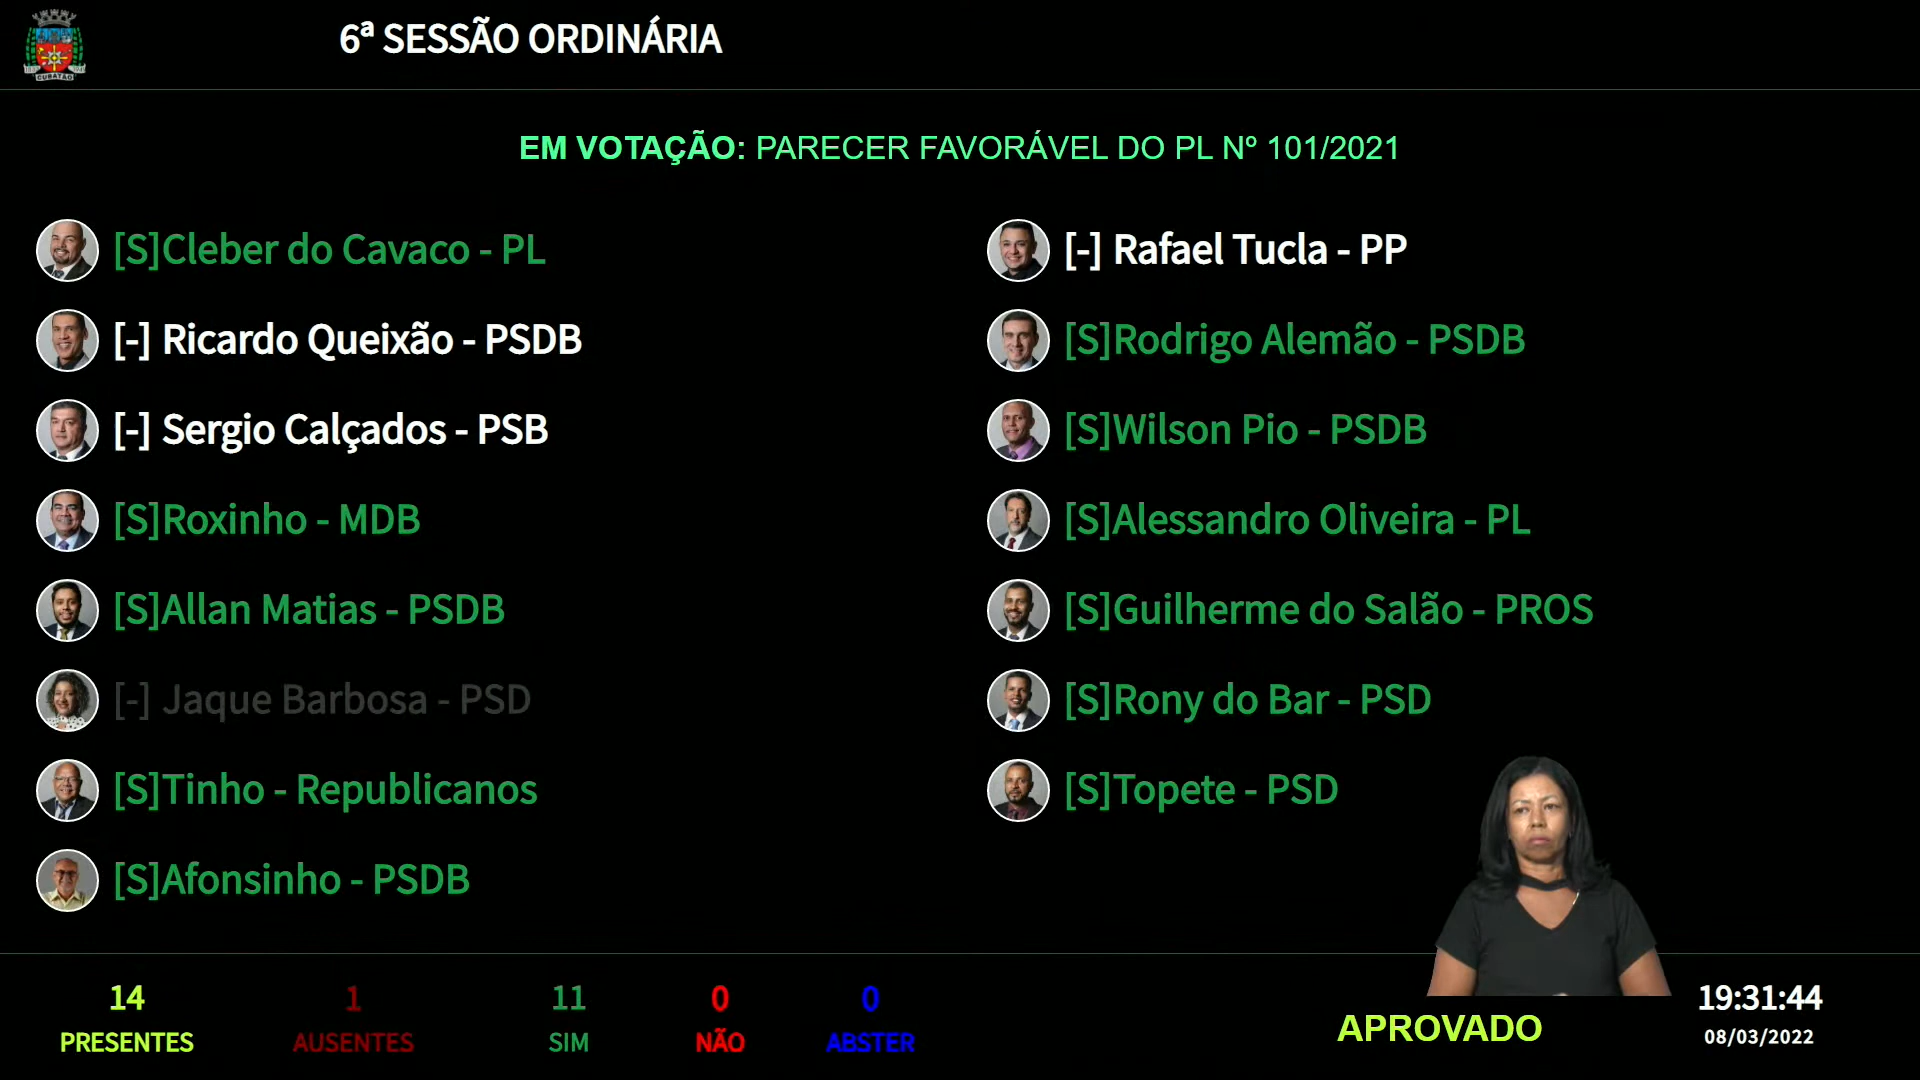 6ª SESSÃO ORDINÁRIA
CUBATÃO
EM VOTAÇÃO: PARECER FAVORÁVEL DO PL Nº 101/2021
[S]Cleber do Cavaco - PL
[-] Ricardo Queixão - PSDB
[-] Sergio Calçados - PSB
[S]Roxinho - MDB
[S]Allan Matias - PSDB
[-] Jaque Barbosa - PSD
[S]Tinho - Republicanos
[S]Afonsinho - PSDB
[-] Rafael Tucla - PP
[S]Rodrigo Alemão - PSDB
[S]Wilson Pio - PSDB
[S]Alessandro Oliveira - PL
[S]Guilherme do Salão - PROS
[S]Rony do Bar - PSD
[S]Topete - PSD
14
PRESENTES
1
AUSENTES
11
SIM
0
NÃO
0
ABSTER
APROVADO
19:31:44
08/03/2022